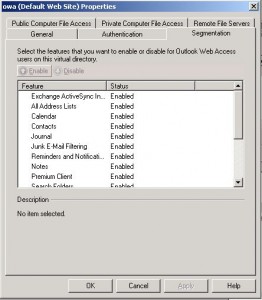 owa (Default Web Site) Properties
Public Computer File Access Private Computer File Access Remote File Servers
General Authentication Segmentation
Select the features that you want to enable or disable for Outlook Web Access
users on this virtual directory.
Enable Disable
Feature Status
Exchange ActiveSync In... Enabled
All Address Lists Enabled
Calendar Enabled
Contacts Enabled
Journal Enabled
Junk E-Mail Filtering Enabled
Reminders and Notificati... Enabled
Notes Enabled
Premium Client Enabled
Search Folders Enabled
Description
No item selected.
OK Cancel Apply Help